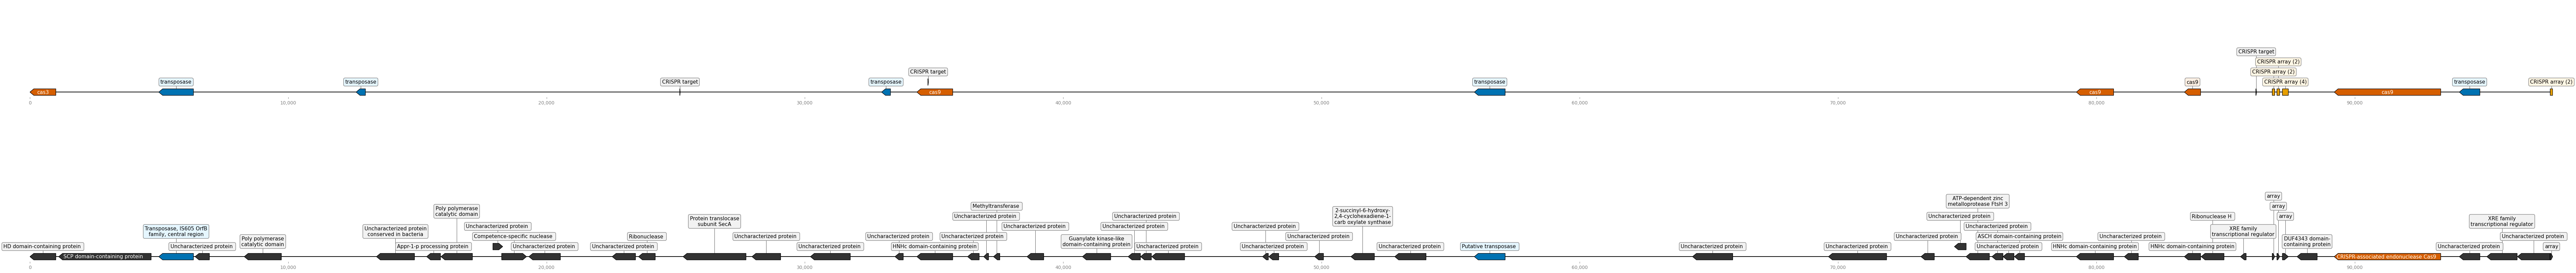 CRISPR target
CRISPR array (2)
CRISPR target
CRISPR array (2)
transposase
transposase
CRISPR target
transposase
transposase
cas9
CRISPR array (4)
transposase
CRISPR array (2)
cas3
cas9
cas9
cas9
0
10,000
20,000
30,000
40,000
50,000
60,000
70,000
80,000
90,000
array
ATP-dependent zinc
metalloprotease FtsH 3
array
Poly polymerase
catalytic domain
Methyltransferase
2-succinyl-6-hydroxy-
2,4-cyclohexadiene-1-
carb oxylate synthase
Uncharacterized protein
Uncharacterized protein
Uncharacterized protein
Ribonuclease H
array
Protein translocase
subunit SecA
XRE family
transcriptional regulator
Transposase, IS605 OrfB
family, central region
Uncharacterized protein
conserved in bacteria
Uncharacterized protein
Uncharacterized protein
Uncharacterized protein
Uncharacterized protein
Uncharacterized protein
XRE family
transcriptional regulator
Poly polymerase
catalytic domain
Competence-specific nuclease
Ribonuclease
Uncharacterized protein
Uncharacterized protein
Uncharacterized protein
Guanylate kinase-like
domain-containing protein
Uncharacterized protein
ASCH domain-containing protein
Uncharacterized protein
DUF4343 domain-
containing protein
Uncharacterized protein
HD domain-containing protein
Uncharacterized protein
Appr-1-p processing protein
Uncharacterized protein
Uncharacterized protein
Uncharacterized protein
HNHc domain-containing protein
Uncharacterized protein
Uncharacterized protein
Uncharacterized protein
Putative transposase
Uncharacterized protein
Uncharacterized protein
Uncharacterized protein
HNHc domain-containing protein
HNHc domain-containing protein
Uncharacterized protein
array
SCP domain-containing protein
CRISPR-associated endonuclease Cas9
0
10,000
20,000
30,000
40,000
50,000
60,000
70,000
80,000
90,000